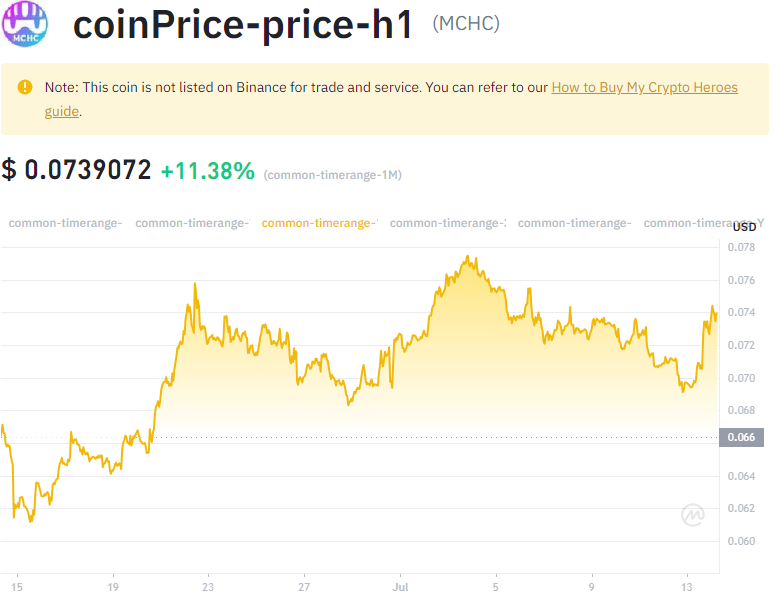 MCHC
coinPrice-price-h1 (MCHC)
Note: This coin is not listed on Binance for trade and service. You can refer to our How to Buy My Crypto Heroes
guide.
$ 0.0739072 +11.38% (common-timerange-1M)
common-timerange- common-timerange- common-timerange- common-timerange- common-timerange- common-timerange-Y
USD
0.078
0.076
0.074
0.072
0.070
0.068
0.066
0.064
0.062
0.060
15 19 23 27 Jul 5 9 13